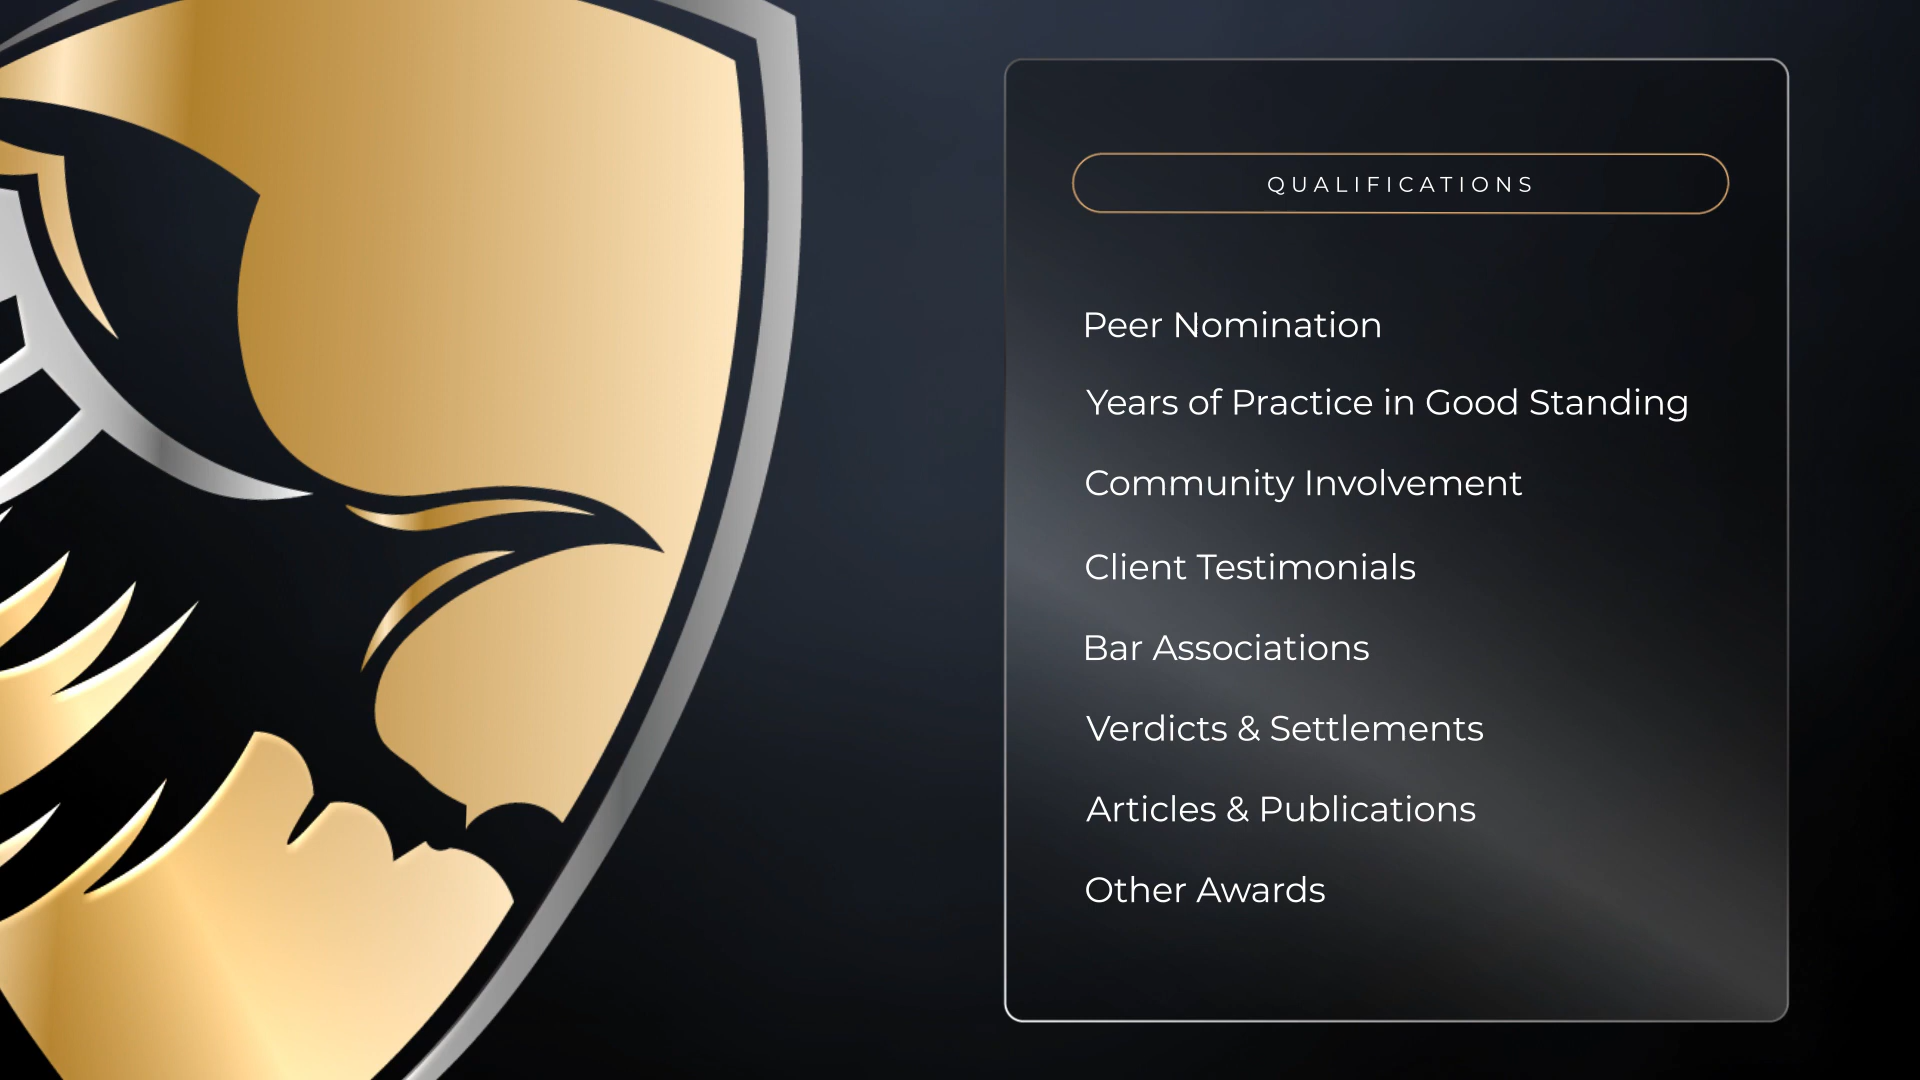 QUALIFICATIONS
Peer Nomination
Years of Practice in Good Standing
Community Involvement
Client Testimonials
Bar Associations
Verdicts & Settlements
Articles & Publications
Other Awards